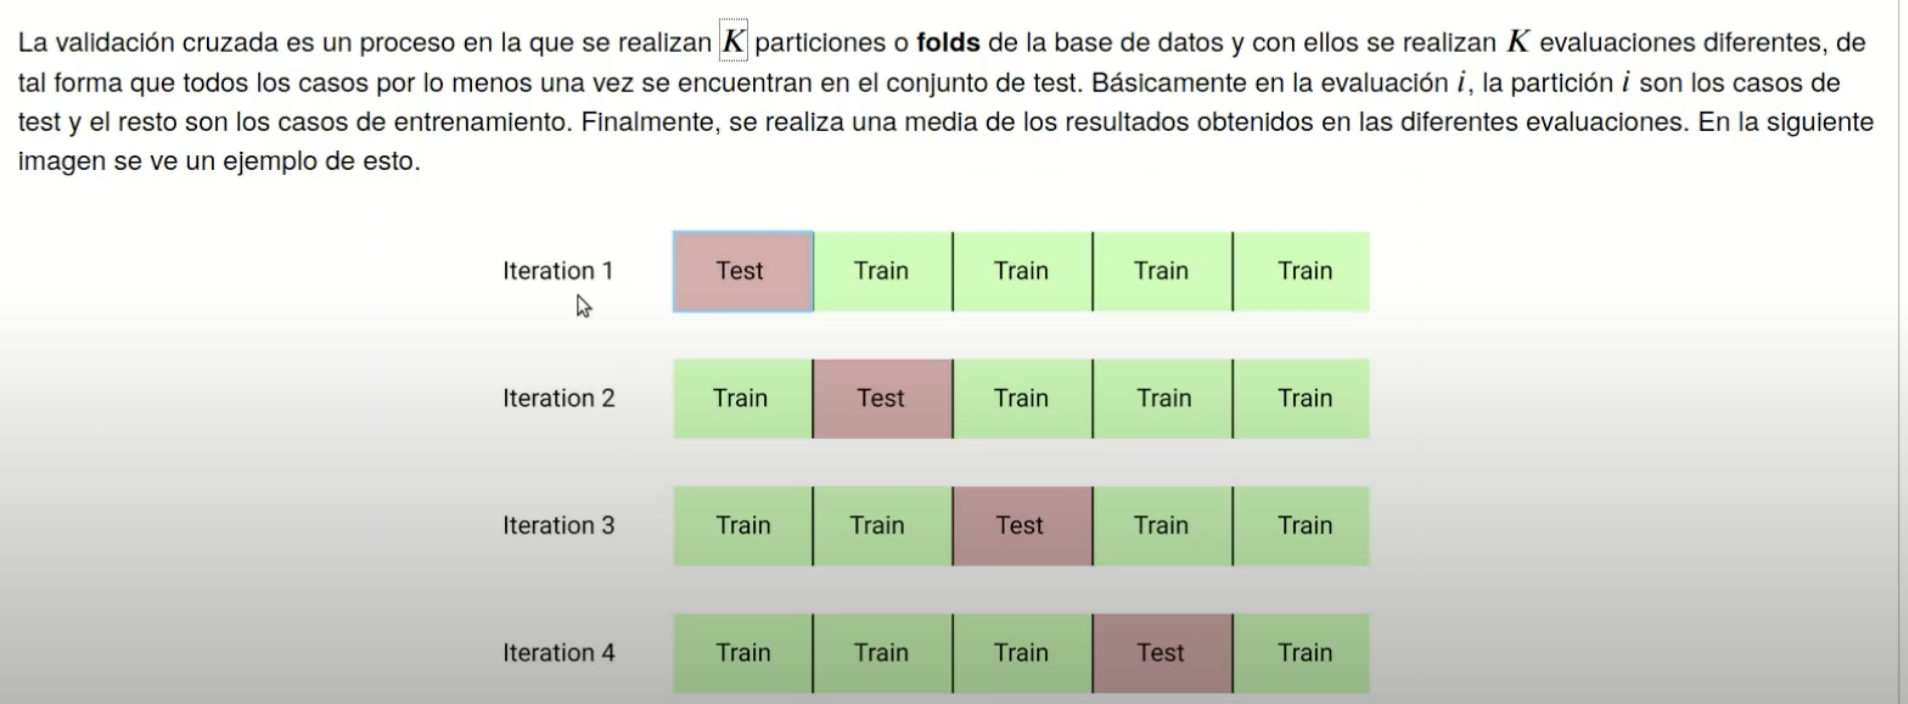 La validación cruzada es un proceso en la que se realizan K particiones o folds de la base de datos y con ellos se realizan K evaluaciones diferentes, de
tal forma que todos los casos por lo menos una vez se encuentran en el conjunto de test. Básicamente en la evaluación i, la partición i son los casos de
test y el resto son los casos de entrenamiento. Finalmente, se realiza una media de los resultados obtenidos en las diferentes evaluaciones. En la siguiente
imagen se ve un ejemplo de esto.
Iteration 1 Test Train Train Train Train
Iteration 2 Train Test Train Train Train
Iteration 3 Train Train Test Train Train
Iteration 4 Train Train Train Test Train